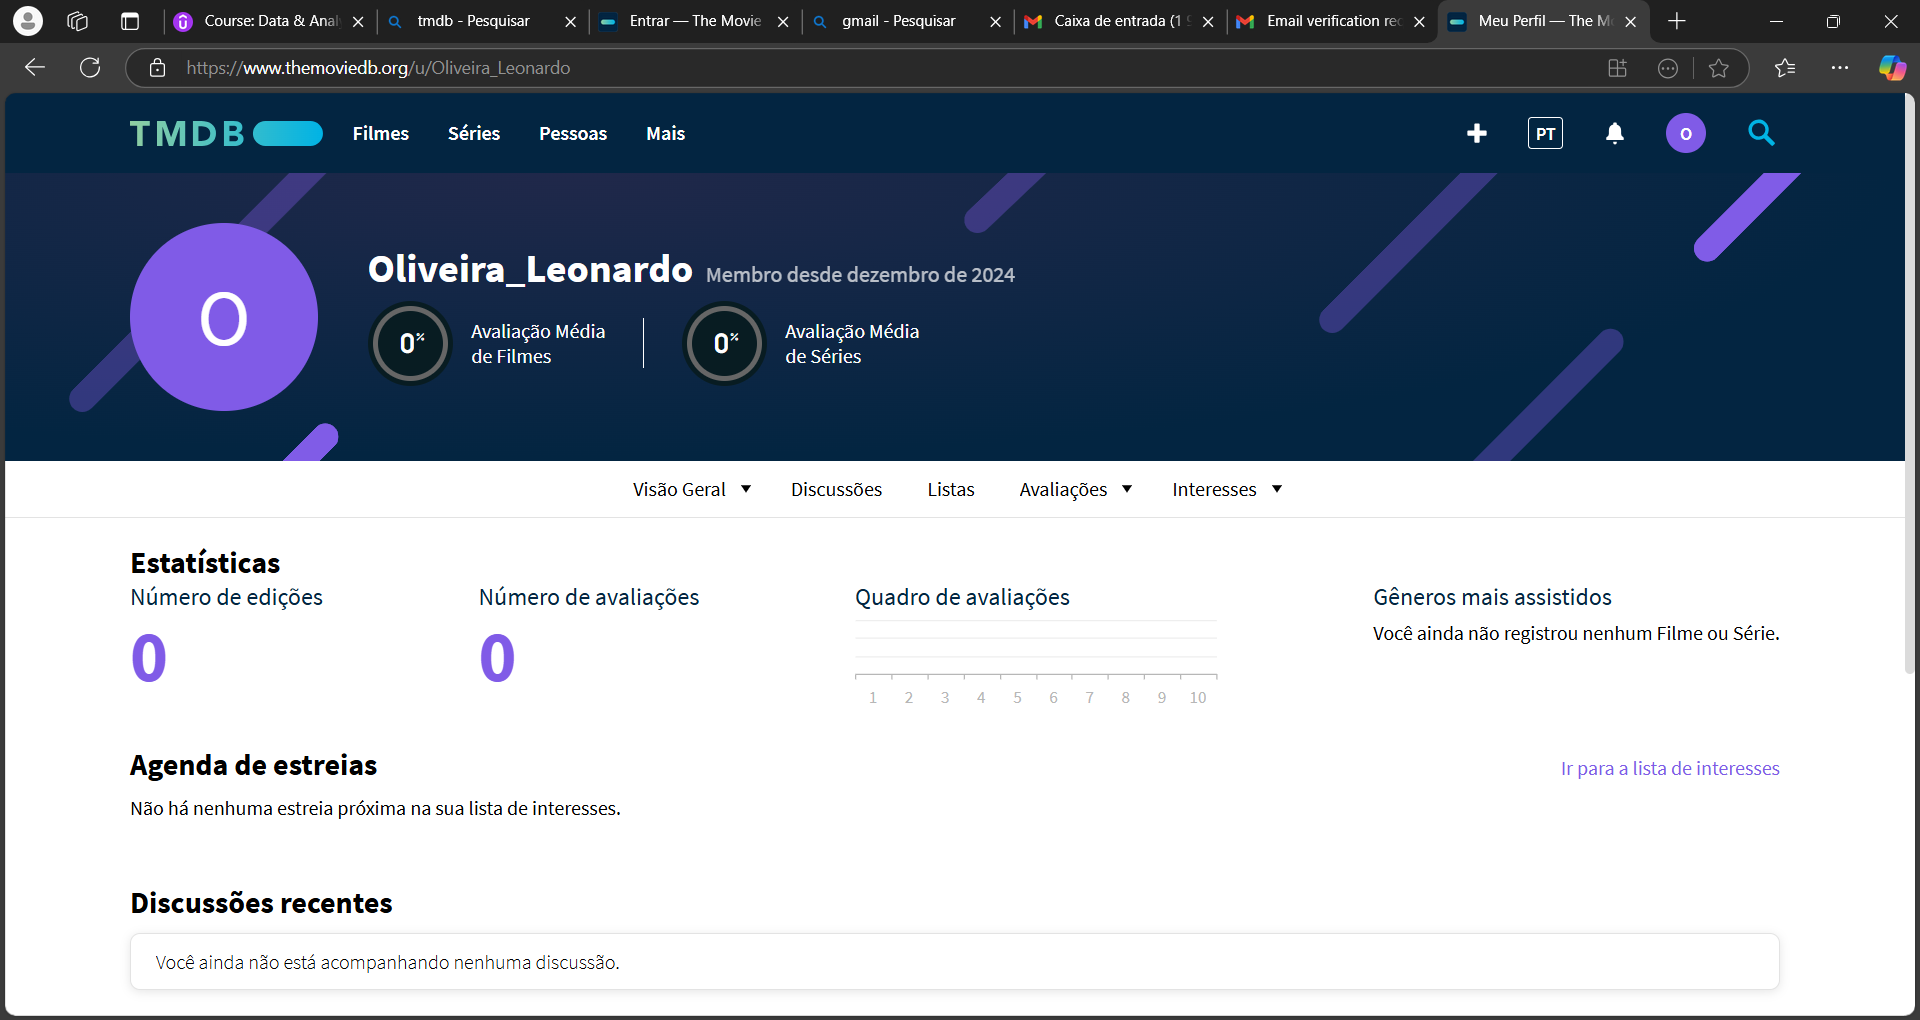 Course: Data & Anal
tmdb - Pesquisar
Entrar — The Movie
gmail - Pesquisar
Caixa de entrada (1 9
Email verification rec
Meu Perfil — The M
https://www.themoviedb.org/u/Oliveira_Leonardo
TMDB
Filmes
Séries
Pessoas
Mais
PT
O
O
Oliveira_Leonardo Membro desde dezembro de 2024
0%
Avaliação Média
de Filmes
0%
Avaliação Média
de Séries
Visão Geral
Discussões
Listas
Avaliações
Interesses
Estatísticas
Número de edições
0
Número de avaliações
0
Quadro de avaliações
1 2 3 4 5 6 7 8 9 10
Gêneros mais assistidos
Você ainda não registrou nenhum Filme ou Série.
Agenda de estreias
Ir para a lista de interesses
Não há nenhuma estreia próxima na sua lista de interesses.
Discussões recentes
Você ainda não está acompanhando nenhuma discussão.